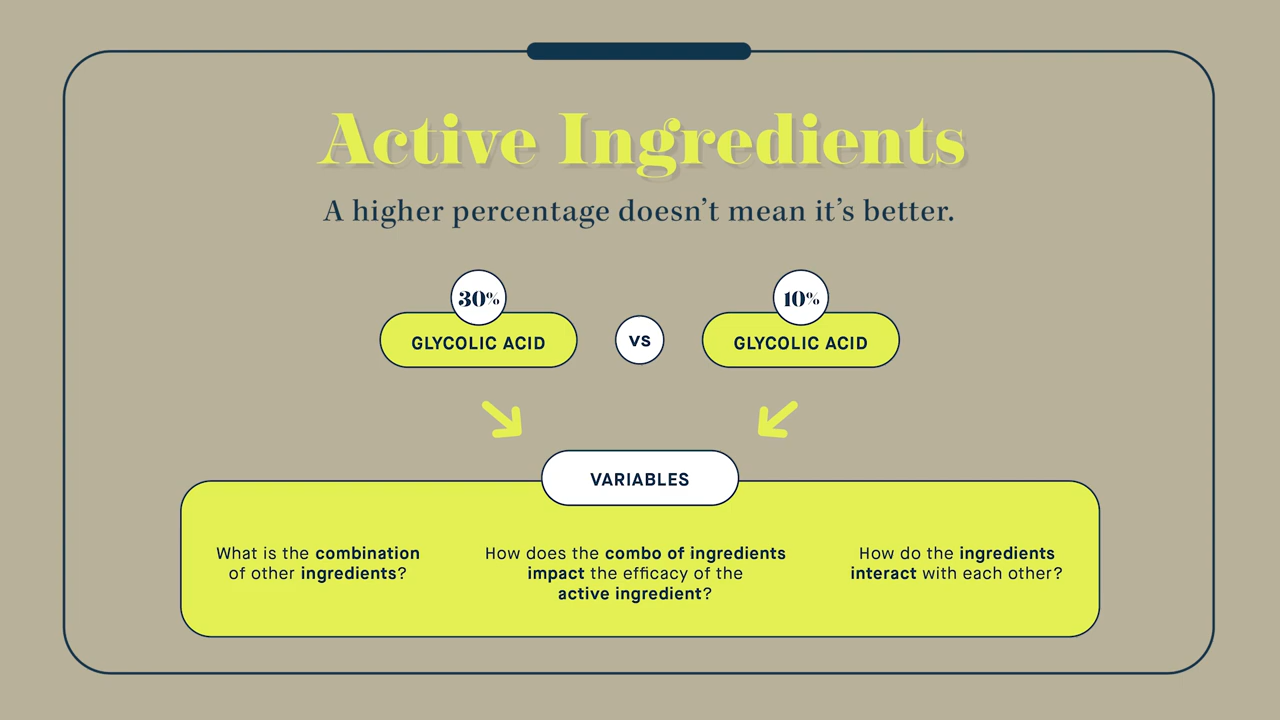 Active Ingredients
A higher percentage doesn’t mean it’s better.
30%
GLYCOLIC ACID
VS
10%
GLYCOLIC ACID
VARIABLES
What is the combination
of other ingredients?
How does the combo of ingredients
impact the efficacy of the
active ingredient?
How do the ingredients
interact with each other?